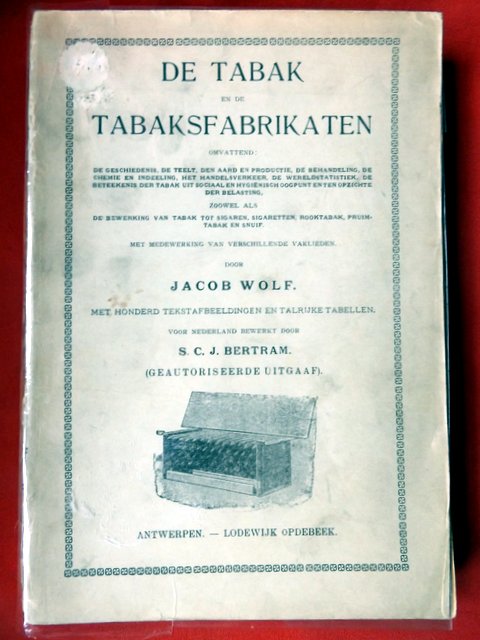 DE TABAK
EN DE
TABAKSFABRIKATEN
OMVATTEND:
DE GESCHIEDENIS, DE TEELT, DEN AARD EN PRODUCTIE, DE BEHANDELING, DE
CHEMIE EN INDEELING, HET HANDELSVERKEER, DE WERELDSTATISTIEK, DE
BETEEKENIS DER TABAK UIT SOCIAAL EN HYGIËNISCH OOGPUNT EN TEN OPZICHTE
DER BELASTING,
ZOOWEL ALS
DE BEWERKING VAN TABAK TOT SIGAREN, SIGARETTEN, ROOKTABAK, PRUIM-
TABAK EN SNUIF.
MET MEDEWERKING VAN VERSCHILLENDE VAKLIEDEN.
DOOR
JACOB WOLF.
MET HONDERD TEKSTAFBEELDINGEN EN TALRIJKE TABELLEN.
VOOR NEDERLAND BEWERKT DOOR
S. C. J. BERTRAM.
(GEAUTORISEERDE UITGAAF).
ANTWERPEN. — LODEWIJK OPDEBEEK.